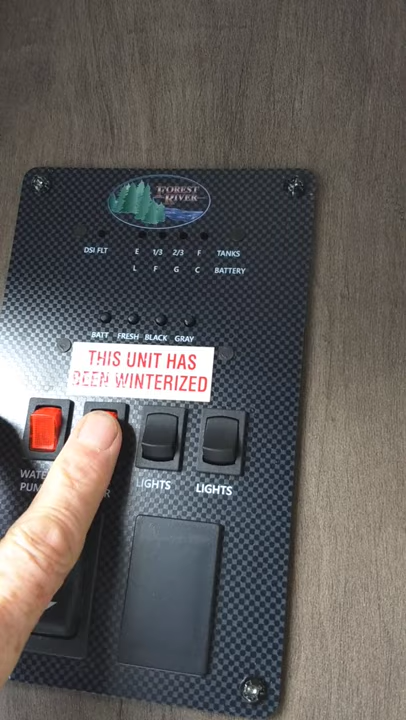 FOREST
RIVER
DSI FLT E 1/3 2/3 F TANKS
L F G C BATTERY
BATT FRESH BLACK GRAY
THIS UNIT HAS
BEEN WINTERIZED
LIGHTS LIGHTS